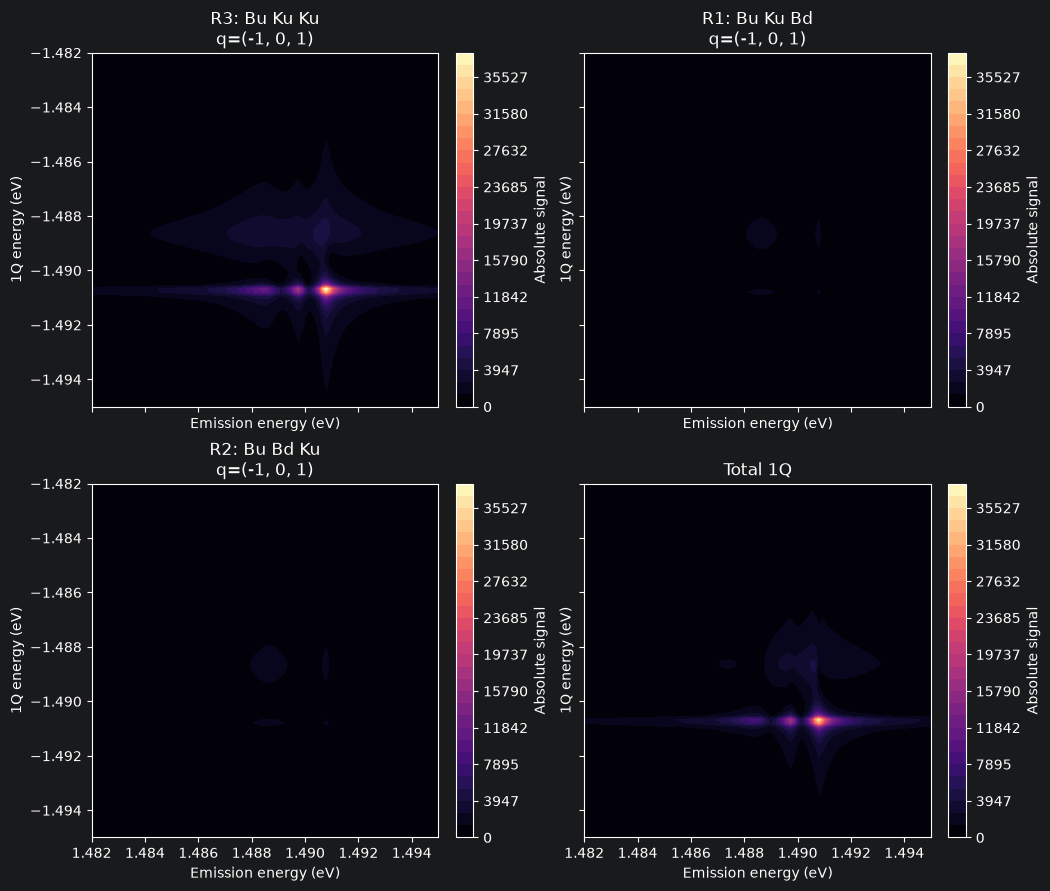 R3: Bu Ku Ku
q=(-1, 0, 1)
−1.482
−1.484
−1.486
−1.488
−1.490
−1.492
−1.494
1Q energy (eV)
Emission energy (eV)
35527
31580
27632
23685
19737
15790
11842
7895
3947
0
Absolute signal
R1: Bu Ku Bd
q=(-1, 0, 1)
1Q energy (eV)
Emission energy (eV)
35527
31580
27632
23685
19737
15790
11842
7895
3947
0
Absolute signal
R2: Bu Bd Ku
q=(-1, 0, 1)
−1.482
−1.484
−1.486
−1.488
−1.490
−1.492
−1.494
1Q energy (eV)
1.482 1.484 1.486 1.488 1.490 1.492 1.494
Emission energy (eV)
35527
31580
27632
23685
19737
15790
11842
7895
3947
0
Absolute signal
Total 1Q
1Q energy (eV)
1.482 1.484 1.486 1.488 1.490 1.492 1.494
Emission energy (eV)
35527
31580
27632
23685
19737
15790
11842
7895
3947
0
Absolute signal